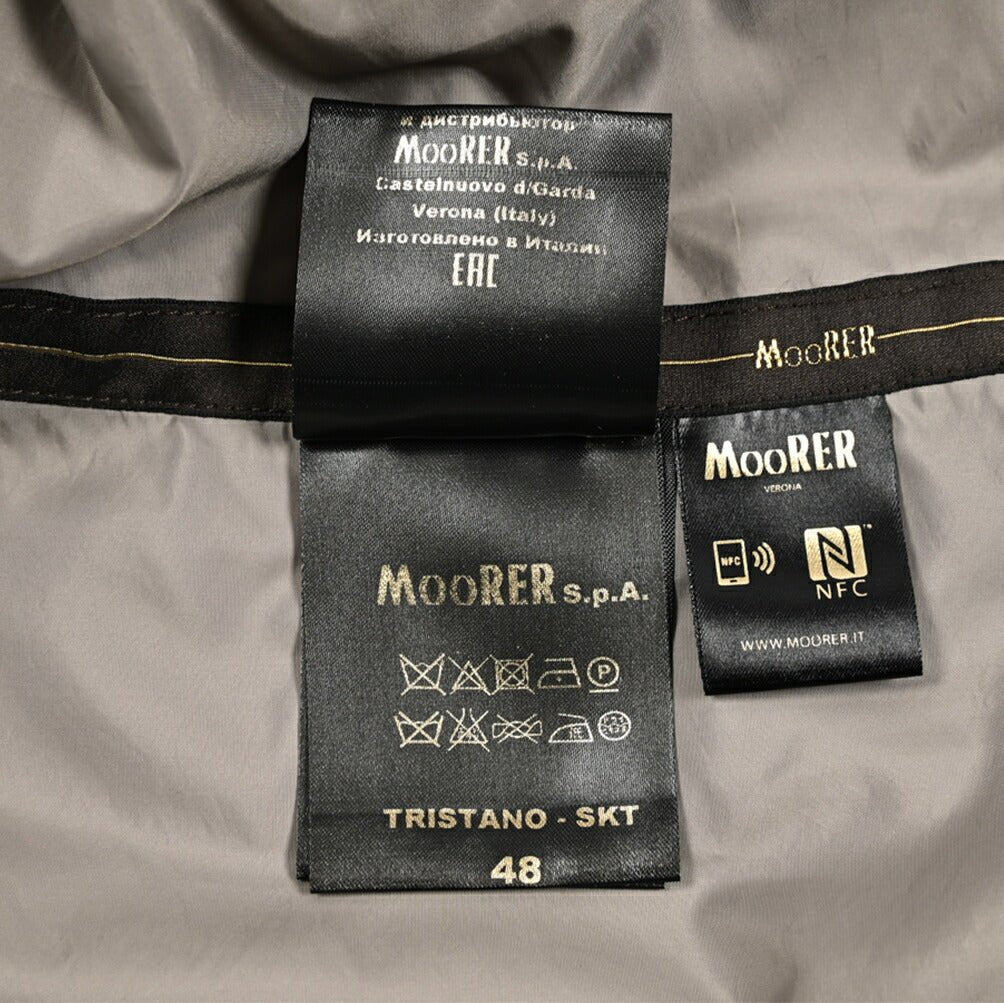 и дистрибьютор
MooRER S.p.A.
Castelnuovo d/Garda
Verona (Italy)
Изготовлено в Италии
EAC
MooRER
MooRER
VERONA
NFC
NFC
WWW.MOORER.IT
MooRER S.p.A.
P
TRISTANO - SKT
48